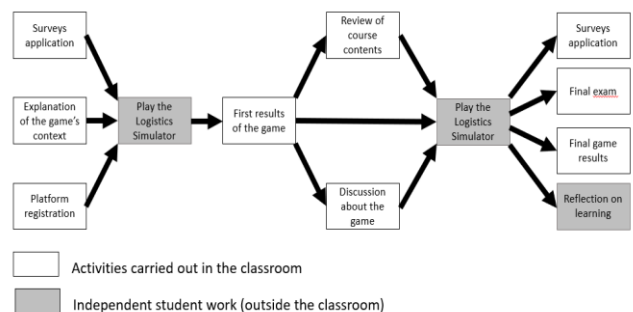 Surveys
application
Explanation
of the game's
context
Platform
registration
Play the
Logistics
Simulator
First results
of the game
Review of
course
contents
Discussion
about the
game
Play the
Logistics
Simulator
Surveys
application
Final exam
Final game
results
Reflection on
learning
Activities carried out in the classroom
Independent student work (outside the classroom)